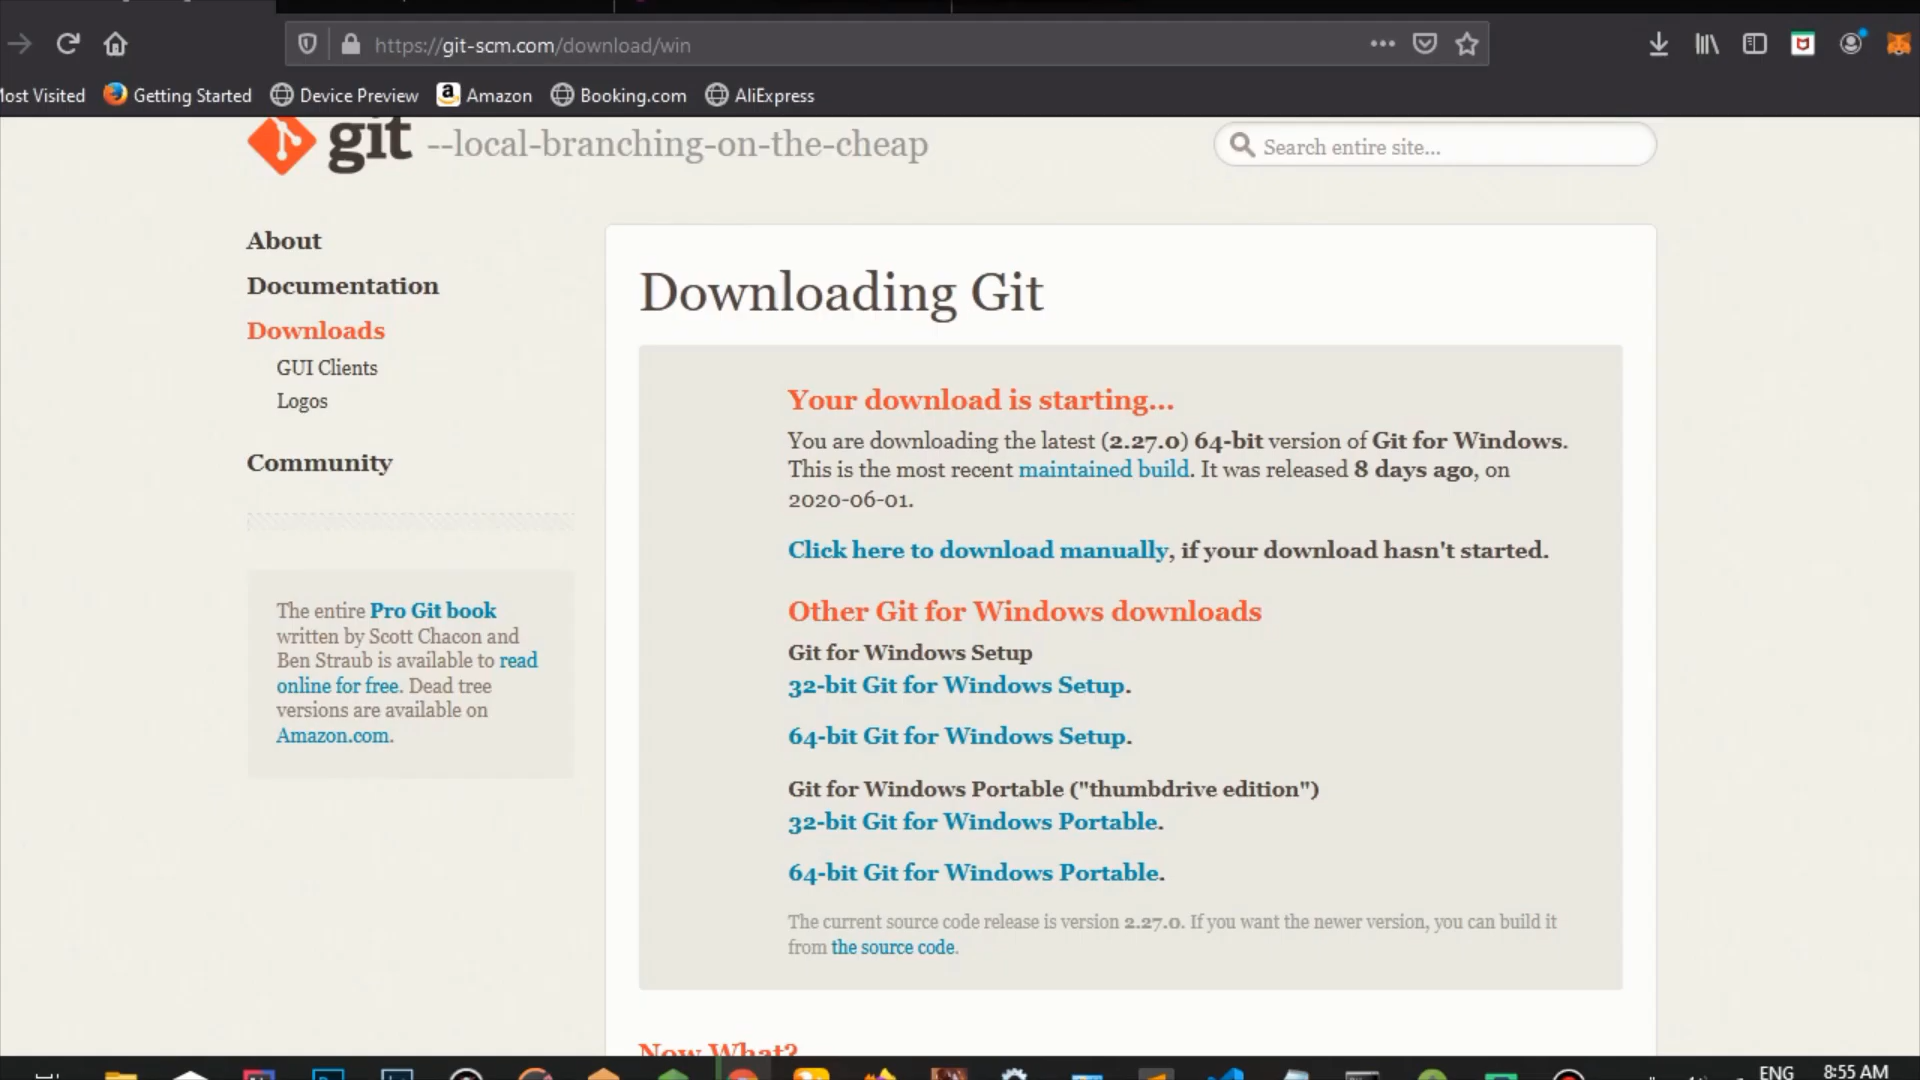 https://git-scm.com/download/win
ost Visited Getting Started Device Preview Amazon Booking.com AliExpress
git --local-branching-on-the-cheap
Search entire site...
About
Documentation
Downloads
GUI Clients
Logos
Community
The entire Pro Git book
written by Scott Chacon and
Ben Straub is available to read
online for free. Dead tree
versions are available on
Amazon.com.
Downloading Git
Your download is starting...
You are downloading the latest (2.27.0) 64-bit version of Git for Windows.
This is the most recent maintained build. It was released 8 days ago, on
2020-06-01.
Click here to download manually, if your download hasn't started.
Other Git for Windows downloads
Git for Windows Setup
32-bit Git for Windows Setup.
64-bit Git for Windows Setup.
Git for Windows Portable ("thumbdrive edition")
32-bit Git for Windows Portable.
64-bit Git for Windows Portable.
The current source code release is version 2.27.0. If you want the newer version, you can build it
from the source code.
Now What?
ENG 8:55 AM